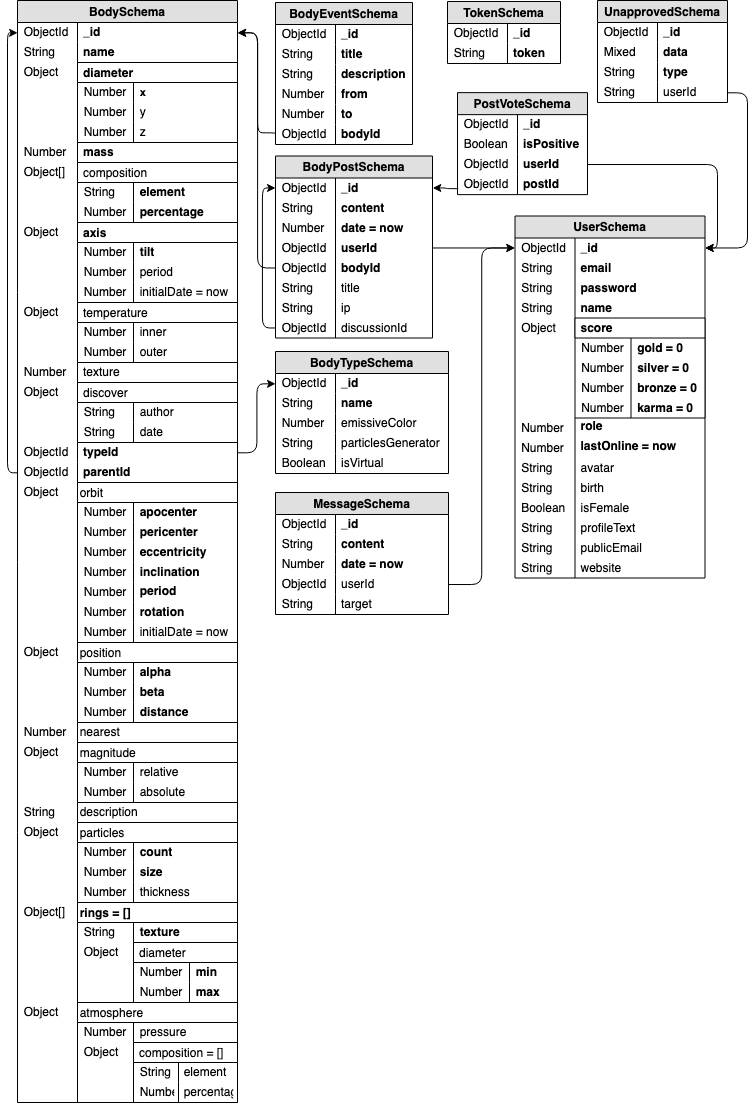 BodySchema
ObjectId _id
String name
Object diameter
Number x
Number y
Number z
Number mass
Object[] composition
String element
Number percentage
Object axis
Number tilt
Number period
Number initialDate = now
Object temperature
Number inner
Number outer
Number texture
Object discover
String author
String date
ObjectId typeId
ObjectId parentId
Object orbit
Number apocenter
Number pericenter
Number eccentricity
Number inclination
Number period
Number rotation
Number initialDate = now
Object position
Number alpha
Number beta
Number distance
Number nearest
Object magnitude
Number relative
Number absolute
String description
Object particles
Number count
Number size
Number thickness
Object[] rings = []
String texture
Object diameter
Number min
Number max
Object atmosphere
Number pressure
Object composition = []
String element
BodyEventSchema
ObjectId _id
String title
String description
Number from
Number to
ObjectId bodyId
BodyPostSchema
ObjectId _id
String content
Number date = now
ObjectId userId
ObjectId bodyId
String title
String ip
ObjectId discussionId
BodyTypeSchema
ObjectId _id
String name
Number emissiveColor
String particlesGenerator
Boolean isVirtual
MessageSchema
ObjectId _id
String content
Number date = now
ObjectId userId
String target
TokenSchema
ObjectId _id
String token
PostVoteSchema
ObjectId _id
Boolean isPositive
ObjectId userId
ObjectId postId
UnapprovedSchema
ObjectId _id
Mixed data
String type
String userId
UserSchema
ObjectId _id
String email
String password
String name
Object score
Number gold = 0
Number silver = 0
Number bronze = 0
Number karma = 0
Number role
Number lastOnline = now
String avatar
String birth
Boolean isFemale
String profileText
String publicEmail
String website